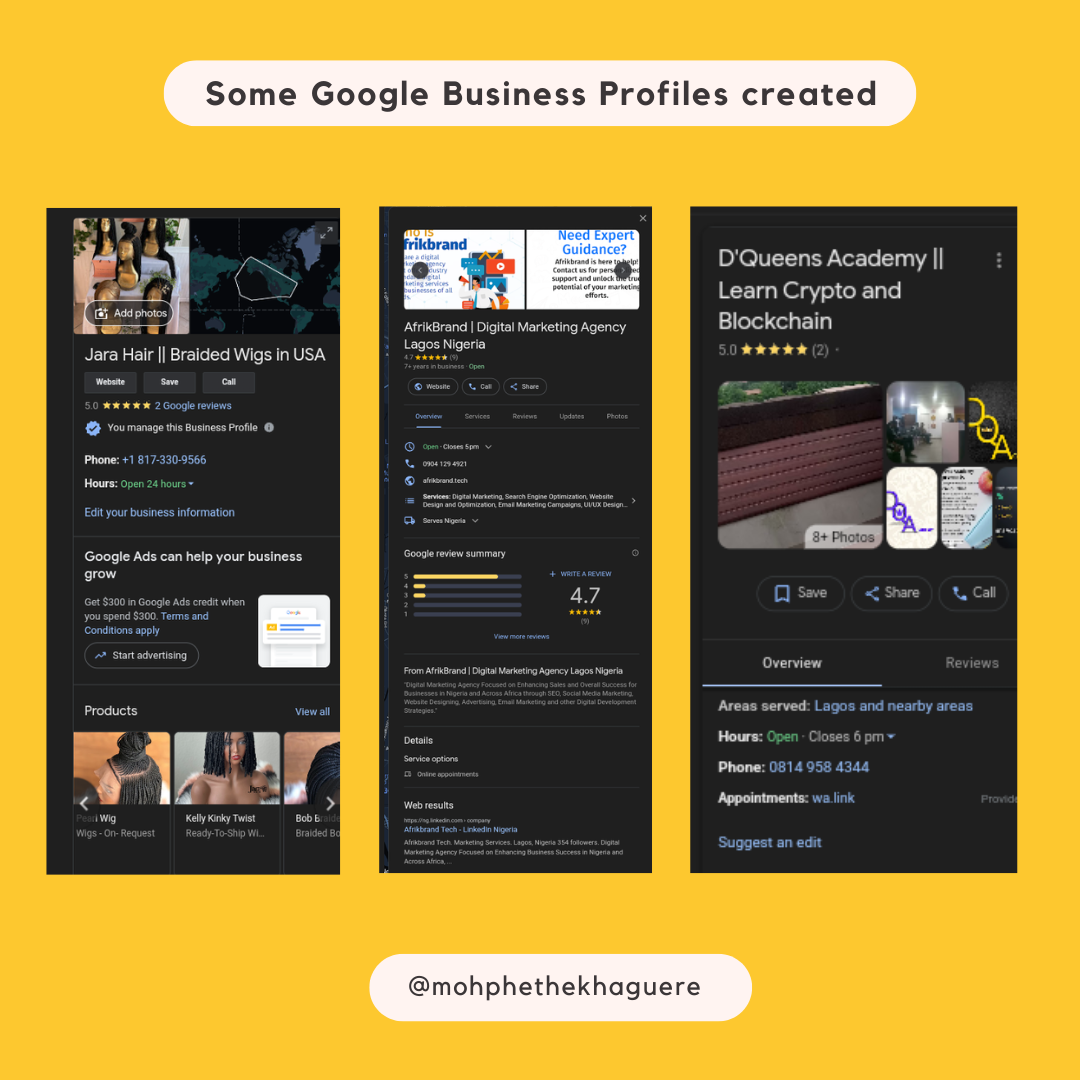 Some Google Business Profiles created
Add photos
Jara Hair || Braided Wigs in USA
Website Save Call
5.0 2 Google reviews
You manage this Business Profile
Phone: +1 817-330-9566
Hours: Open 24 hours
Edit your business information
Google Ads can help your business
grow
Get $300 in Google Ads credit when
you spend $300. Terms and
Conditions apply
Google
Start advertising
Products View all
Pearl Wig Kelly Kinky Twist Bob Braide
Wigs - On- Request Ready-To-Ship Wi... Braided Bo
frikbrand
Need Expert
Guidance?
Afrikbrand is here to help!
Contact us for
support and unlock the true
potential of your marketing
efforts.
AfrikBrand | Digital Marketing Agency
Lagos Nigeria
4.7 (9)
7+ years in business · Open
Website Call Share
Overview Services Reviews Updates Photos
Open · Closes 5pm
0904 129 4921
afrikbrand.tech
Services: Digital Marketing, Search Engine Optimization, Website
Design and Optimization, Email Marketing Campaigns, UI/UX Design...
Serves Nigeria
Google review summary
5
4
3
2
1
+ WRITE A REVIEW
4.7
(9)
View more reviews
From AfrikBrand | Digital Marketing Agency Lagos Nigeria
"Digital Marketing Agency Focused on Enhancing Sales and Overall Success for
Businesses in Nigeria and Across Africa through SEO, Social Media Marketing,
Website Designing, Advertising, Email Marketing and other Digital Development
Strategies."
Details
Service options
Online appointments
Web results
https://ng.linkedin.com › company
Afrikbrand Tech - LinkedIn Nigeria
Afrikbrand Tech. Marketing Services. Lagos, Nigeria 354 followers. Digital
Marketing Agency Focused on Enhancing Business Success in Nigeria and
Across Africa, ...
D'Queens Academy ||
Learn Crypto and
Blockchain
5.0 (2) ·
8+ Photos
Save Share Call
Overview Reviews
Areas served: Lagos and nearby areas
Hours: Open · Closes 6 pm
Phone: 0814 958 4344
Appointments: wa.link Provide
Suggest an edit
@mohphethekhaguere